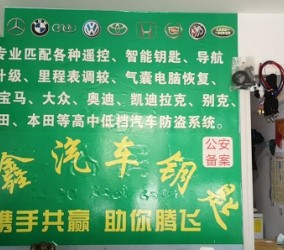 专业匹配各种遥控、智能钥匙、导航
升级、里程表调较、气囊电脑恢复、
宝马、大众、奥迪、凯迪拉克、别克、
田、本田等高中低档汽车防盗系统。
公安
备案
鑫汽车钥匙
携手共赢 助你腾飞